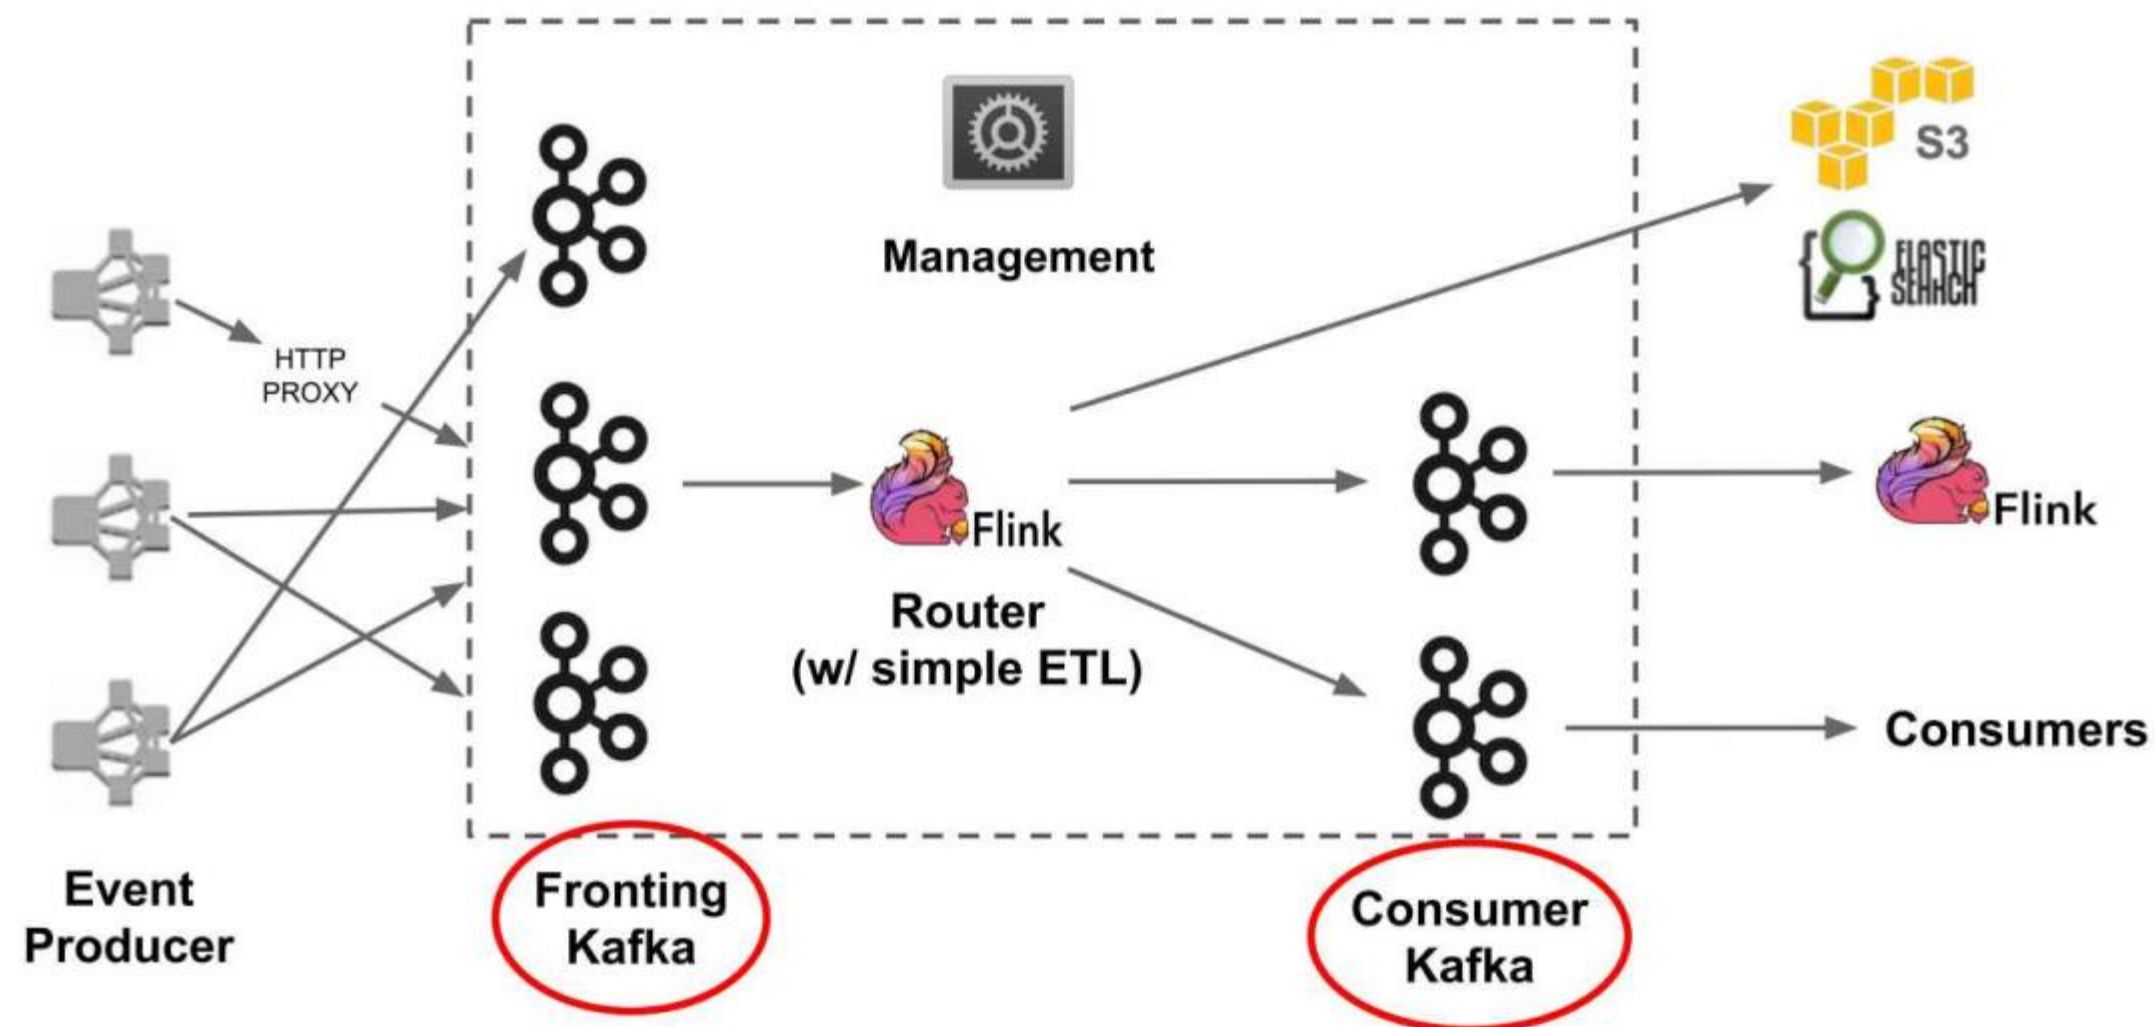 Management
S3
ELASTIC
SEARCH
HTTP
PROXY
Flink
Router
(w/ simple ETL)
Flink
Consumers
Event
Producer
Fronting
Kafka
Consumer
Kafka